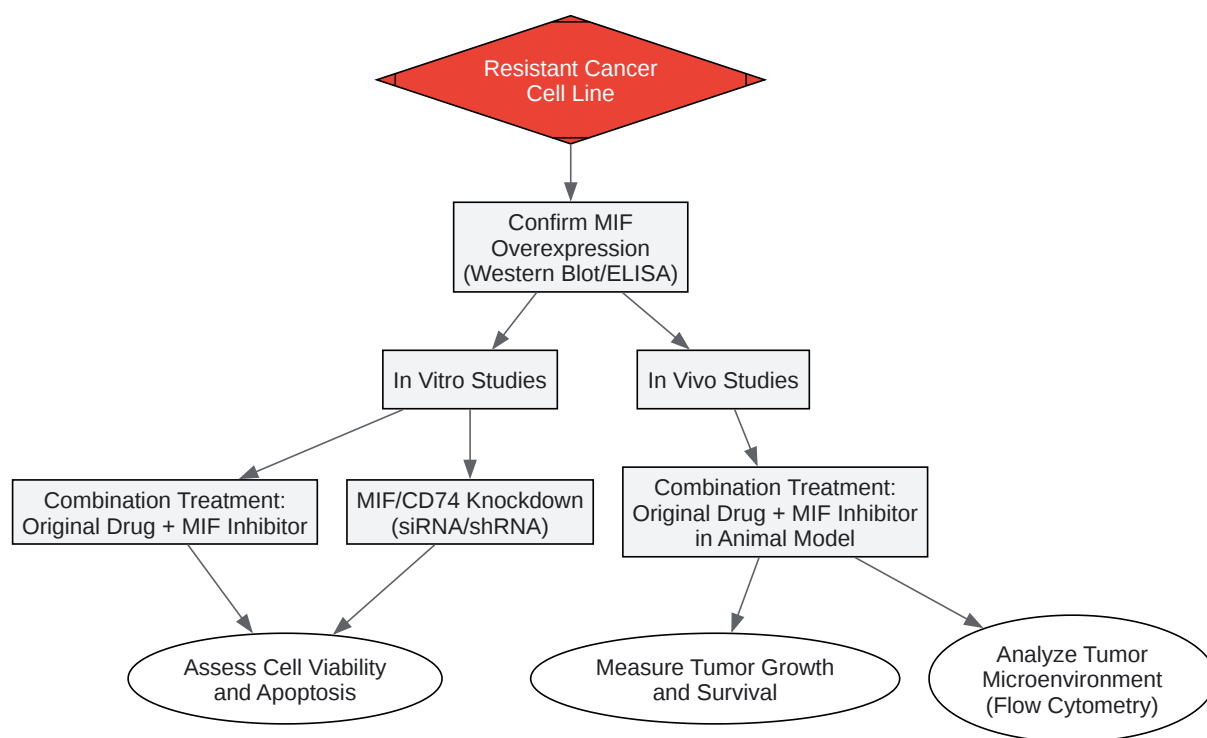 Resistant Cancer
Cell Line
Confirm MIF
Overexpression
(Western Blot/ELISA)
In Vitro Studies
In Vivo Studies
Combination Treatment:
Original Drug + MIF Inhibitor
MIF/CD74 Knockdown
(siRNA/shRNA)
Combination Treatment:
Original Drug + MIF Inhibitor
in Animal Model
Assess Cell Viability
and Apoptosis
Measure Tumor Growth
and Survival
Analyze Tumor
Microenvironment
(Flow Cytometry)